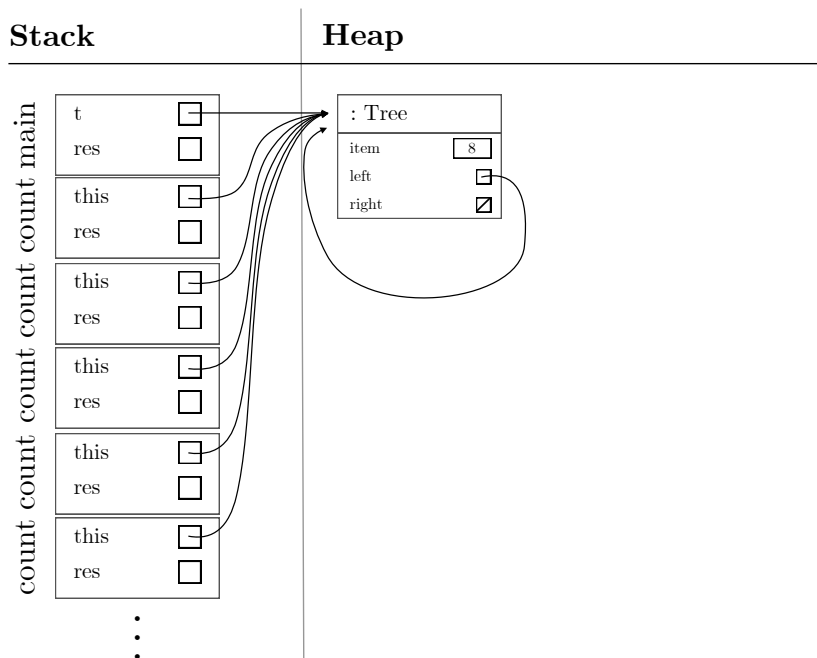 Stack Heap
main
t
res
count
this
res
count
this
res
count
this
res
count
this
res
count
this
res
: Tree
item 8
left
right